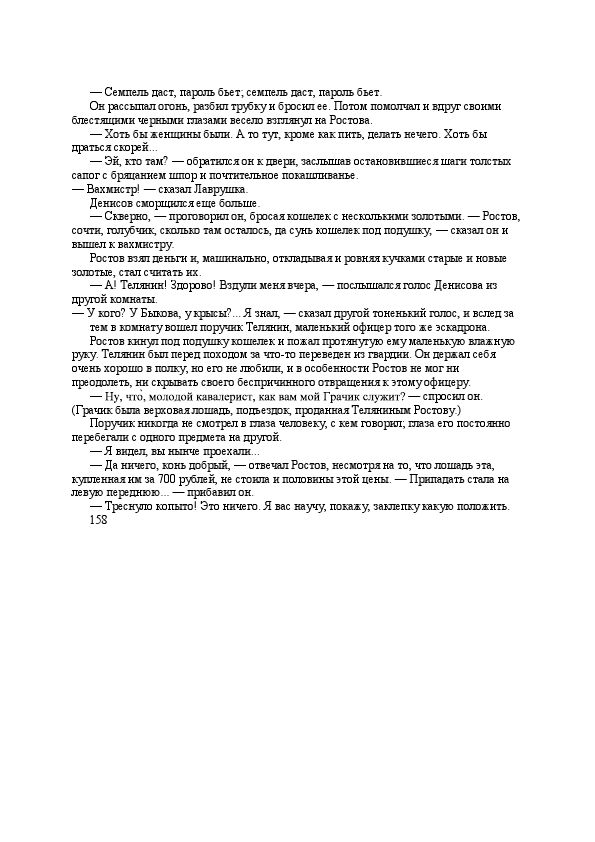 — Семпель даст, пароль бьет; семпель даст, пароль бьет.
Он рассыпал огонь, разбил трубку и бросил ее. Потом помолчал и вдруг своими
блестящими черными глазами весело взглянул на Ростова.
— Хоть бы женщины были. А то тут, кроме как пить, делать нечего. Хоть бы
драться скорей...
— Эй, кто там? — обратился он к двери, заслышав остановившиеся шаги толстых
сапог с бряцанием шпор и почтительное покашливанье.
— Вахмистр! — сказал Лаврушка.
Денисов сморщился еще больше.
— Скверно, — проговорил он, бросая кошелек с несколькими золотыми. — Ростов,
сочти, голубчик, сколько там осталось, да сунь кошелек под подушку, — сказал он и
вышел к вахмистру.
Ростов взял деньги и, машинально, откладывая и ровняя кучками старые и новые
золотые, стал считать их.
— А! Телянин! Здорово! Вздули меня вчера, — послышался голос Денисова из
другой комнаты.
— У кого? У Быкова, у крысы?... Я знал, — сказал другой тоненький голос, и вслед за
тем в комнату вошел поручик Телянин, маленький офицер того же эскадрона.
Ростов кинул под подушку кошелек и пожал протянутую ему маленькую влажную
руку. Телянин был перед походом за что-то переведен из гвардии. Он держал себя
очень хорошо в полку, но его не любили, и в особенности Ростов не мог ни
преодолеть, ни скрывать своего беспричинного отвращения к этому офицеру.
— Ну, что̀, молодой кавалерист, как вам мой Грачик служит? — спросил он.
(Грачик была верховая лошадь, подъездок, проданная Теляниным Ростову.)
Поручик никогда не смотрел в глаза человеку, с кем говорил; глаза его постоянно
перебегали с одного предмета на другой.
— Я видел, вы нынче проехали...
— Да ничего, конь добрый, — отвечал Ростов, несмотря на то, что лошадь эта,
купленная им за 700 рублей, не стоила и половины этой цены. — Припадать стала на
левую переднюю... — прибавил он.
— Треснуло копыто! Это ничего. Я вас научу, покажу, заклепку какую положить.
158